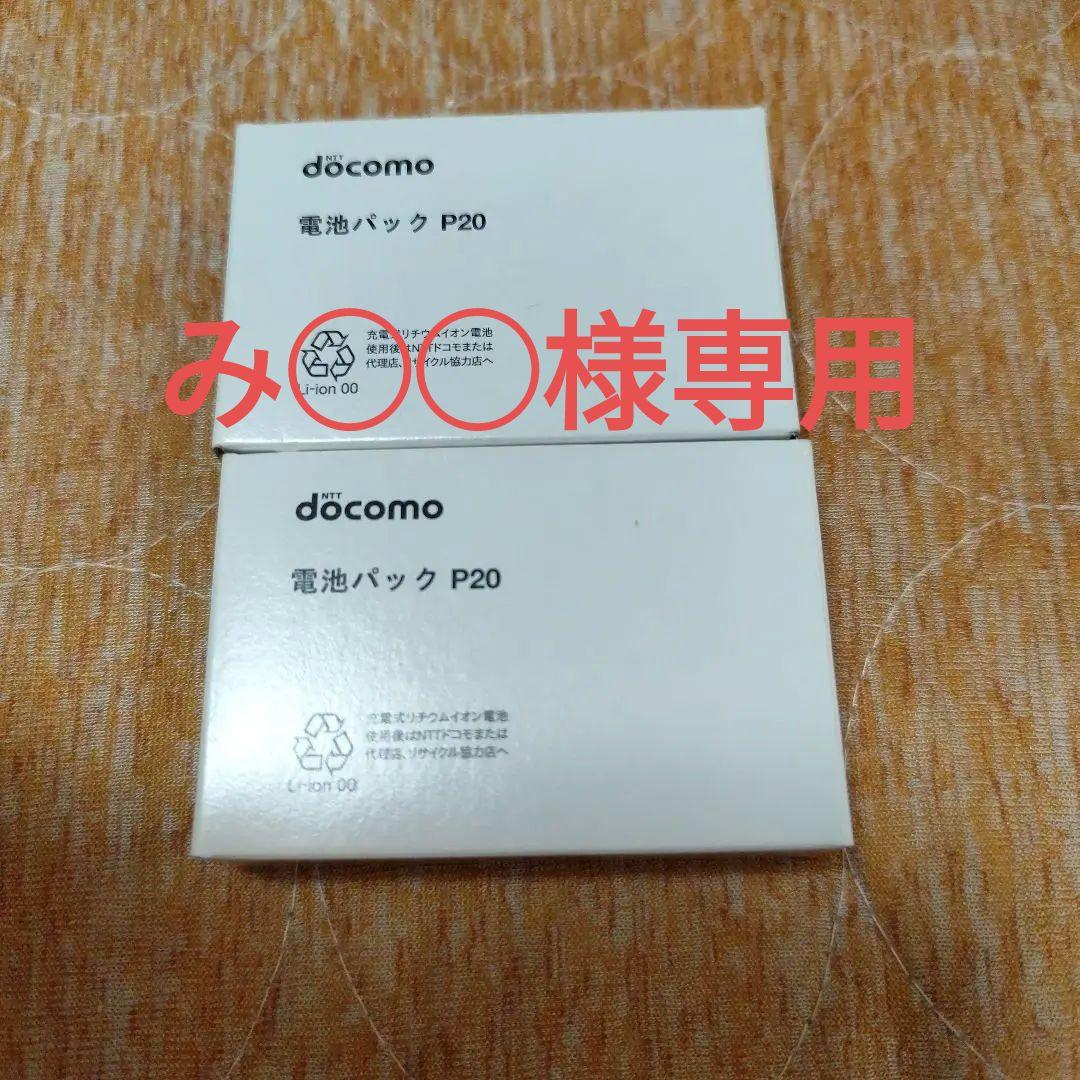 NTT
docomo
電池パック P20
み○○様専用
充電式リチウムイオン電池
使用後はNTTドコモまたは
代理店、リサイクル協力店へ
Li-ion 00
NTT
docomo
電池パック P20
充電式リチウムイオン電池
使用後はNTTドコモまたは
代理店、リサイクル協力店へ
Li-ion 00